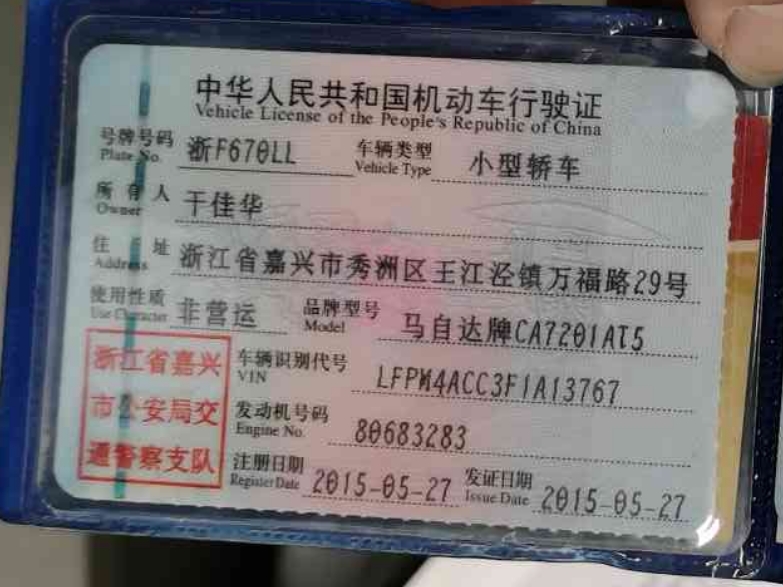 中华人民共和国机动车行驶证
Vehicle License of the People's Republic of China
号牌号码 浙F670LL 车辆类型 小型轿车
Plate No. Vehicle Type
所有人 干佳华
Owner
住 址 浙江省嘉兴市秀洲区王江泾镇万福路29号
Address
使用性质 非营运 品牌型号 马自达牌CA7201AT5
Use Character Model
浙江省嘉兴
市公安局交
通警察支队
车辆识别代号 LFPM4ACC3F1A13767
VIN
发动机号码 80683283
Engine No.
注册日期 2015-05-27 发证日期 2015-05-27
Register Date Issue Date